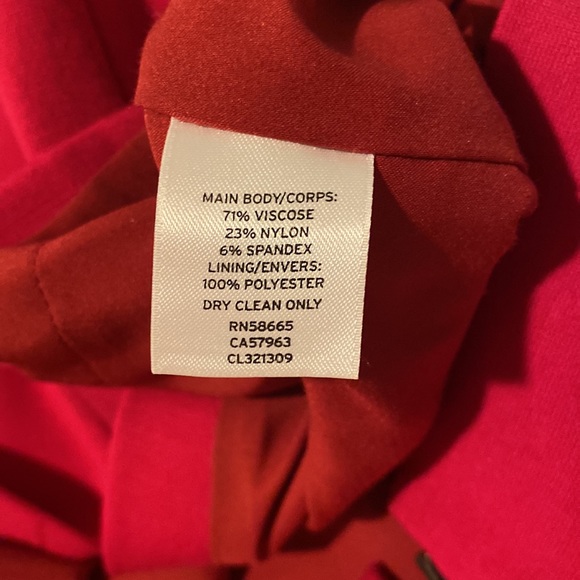 MAIN BODY/CORPS:
71% VISCOSE
23% NYLON
6% SPANDEX
LINING/ENVERS:
100% POLYESTER
DRY CLEAN ONLY
RN58665
CA57963
CL321309